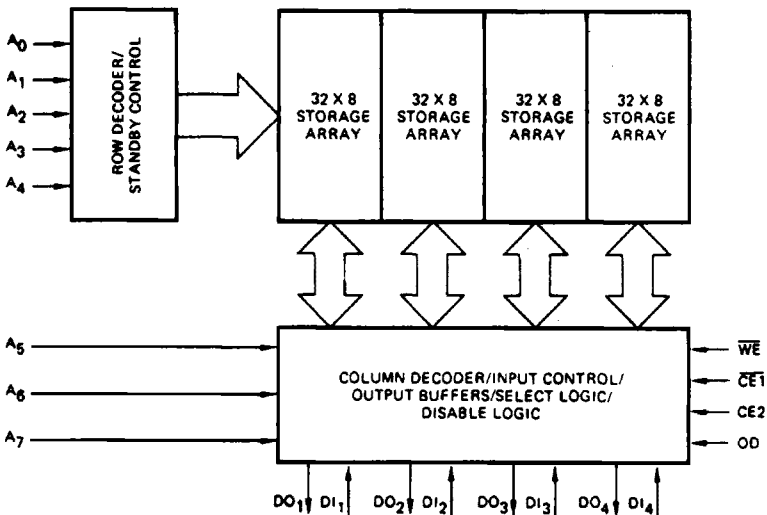 A0
A1
A2
A3
A4
ROW DECODER/
STANDBY CONTROL
32 X 8
STORAGE
ARRAY
32 X 8
STORAGE
ARRAY
32 X 8
STORAGE
ARRAY
32 X 8
STORAGE
ARRAY
A5
A6
A7
COLUMN DECODER/INPUT CONTROL/
OUTPUT BUFFERS/SELECT LOGIC/
DISABLE LOGIC
W̅E̅
C̅E̅1̅
CE2
OD
DO1 DI1 DO2 DI2 DO3 DI3 DO4 DI4